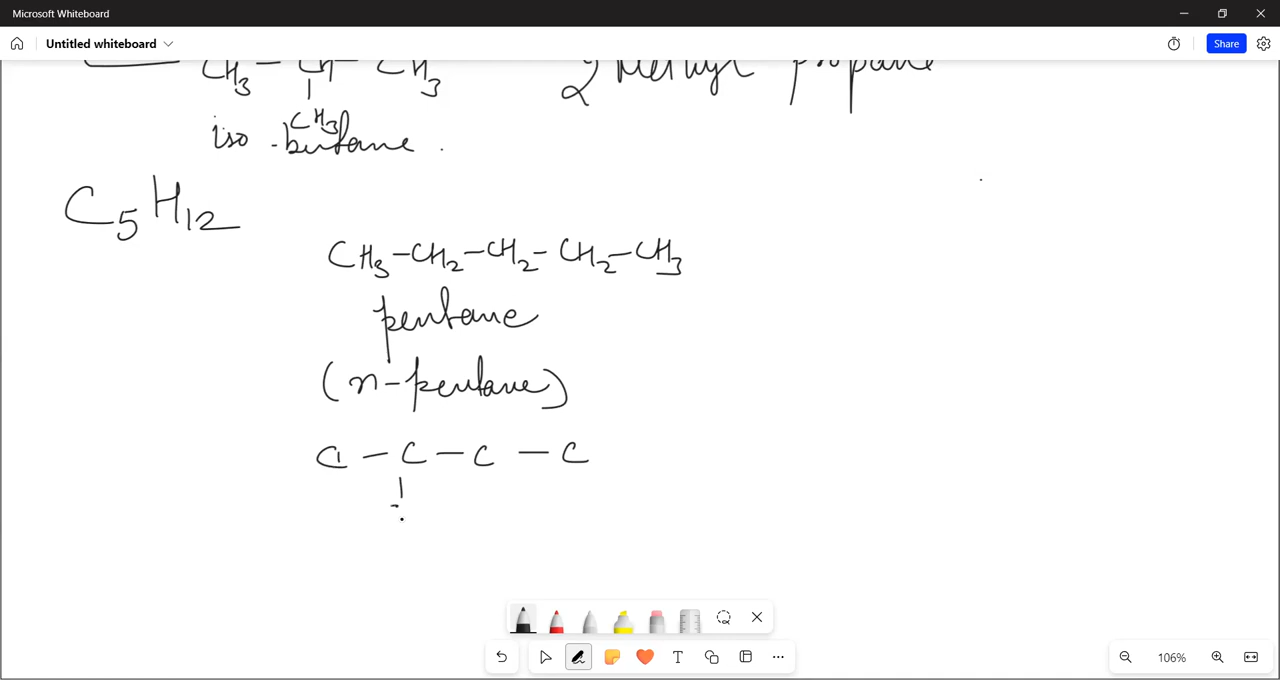 Microsoft Whiteboard
Untitled whiteboard
Share
CH3 - CH - CH3 2 Methyl propane
CH3
iso-butane.
C5H12
CH3-CH2-CH2-CH2-CH3
pentane
(n-pentane)
C - C - C - C
106%